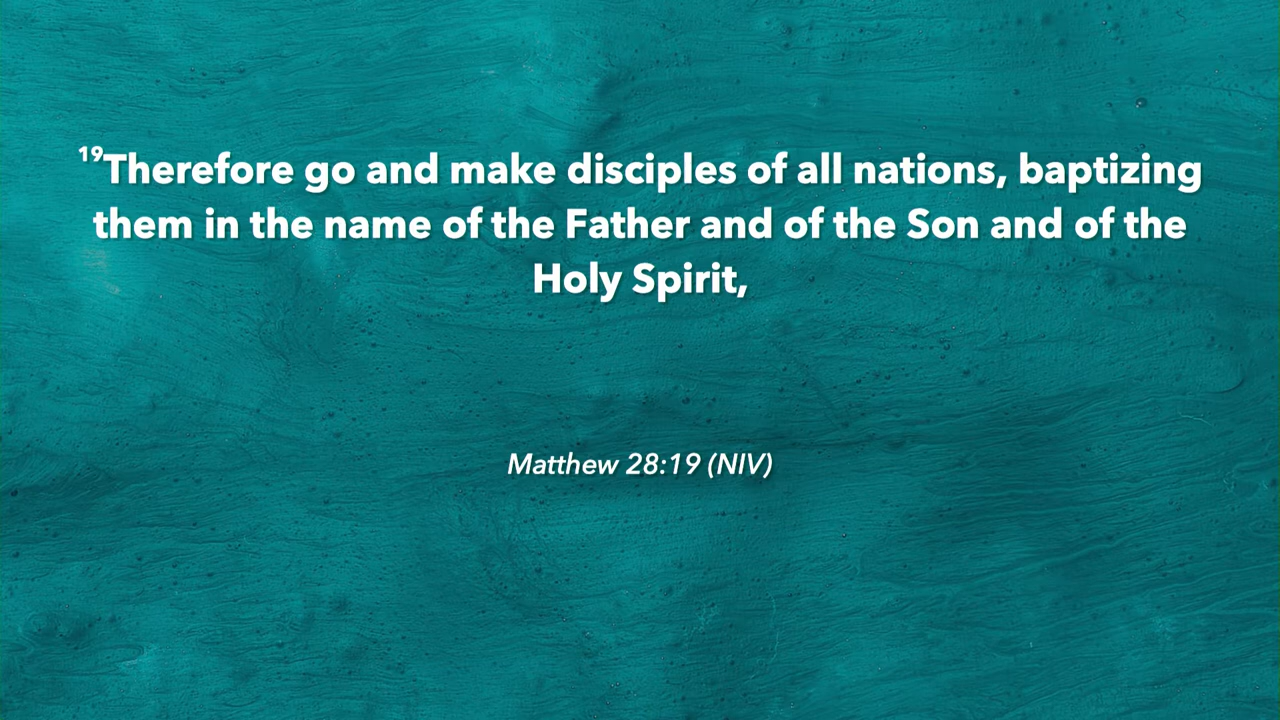 ¹⁹Therefore go and make disciples of all nations, baptizing
them in the name of the Father and of the Son and of the
Holy Spirit,
Matthew 28:19 (NIV)